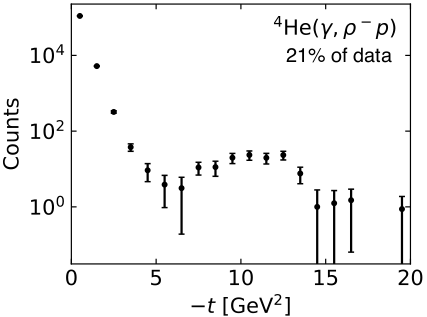 ⁴He(γ, ρ⁻p)
21% of data
Counts
10⁴
10²
10⁰
0 5 10 15 20
−t [GeV²]